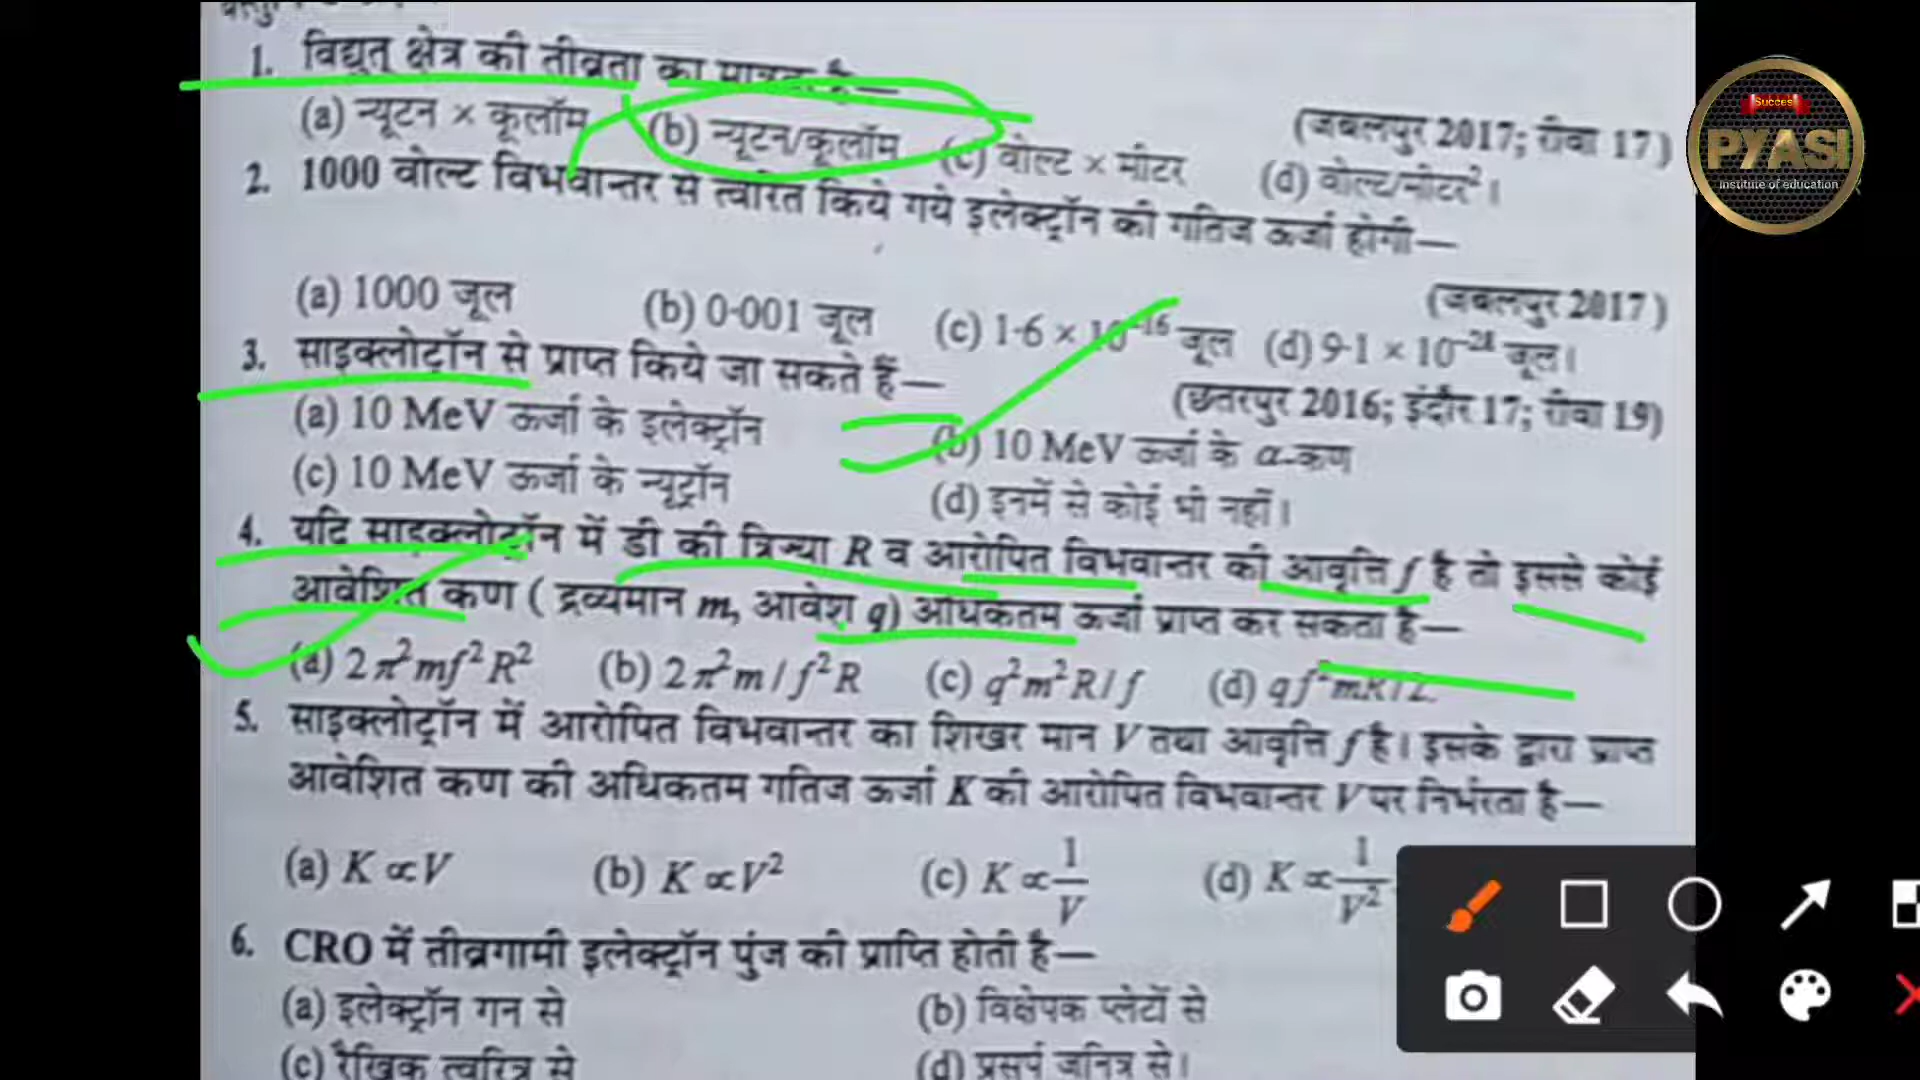 1. विद्युत् क्षेत्र की तीव्रता का मात्रक है—
(जबलपुर 2017; रीवा 17)
(a) न्यूटन × कूलॉम (b) न्यूटन/कूलॉम (c) वोल्ट × मीटर (d) वोल्ट/मीटर²।
2. 1000 वोल्ट विभवान्तर से त्वरित किये गये इलेक्ट्रॉन की गतिज ऊर्जा होगी—
(जबलपुर 2017)
(a) 1000 जूल (b) 0·001 जूल (c) 1·6 × 10⁻¹⁶ जूल (d) 9·1 × 10 जूल।
3. साइक्लोट्रॉन से प्राप्त किये जा सकते हैं—
(छतरपुर 2016; इंदौर 17; रीवा 19)
(a) 10 MeV ऊर्जा के इलेक्ट्रॉन (b) 10 MeV ऊर्जा के α-कण
(c) 10 MeV ऊर्जा के न्यूट्रॉन (d) इनमें से कोई भी नहीं।
4. यदि साइक्लोट्रॉन में डी की त्रिज्या R व आरोपित विभवान्तर की आवृत्ति f है तो इससे कोई
आवेशित कण ( द्रव्यमान m, आवेश q) अधिकतम ऊर्जा प्राप्त कर सकता है—
(a) 2π²mf²R² (b) 2π²m / f²R (c) q²m²R / f (d) qf²mR / 2.
5. साइक्लोट्रॉन में आरोपित विभवान्तर का शिखर मान V तथा आवृत्ति f है। इसके द्वारा प्राप्त
आवेशित कण की अधिकतम गतिज ऊर्जा K की आरोपित विभवान्तर V पर निर्भरता है—
(a) K ∝ V (b) K ∝ V² (c) K ∝ 1/V (d) K ∝ 1/V²
6. CRO में तीव्रगामी इलेक्ट्रॉन पुंज की प्राप्ति होती है—
(a) इलेक्ट्रॉन गन से (b) विक्षेपक प्लेटों से
(c) रैखिक त्वरित्र से (d) प्रसर्प जनित्र से।
Succes
PYASI
institute of education